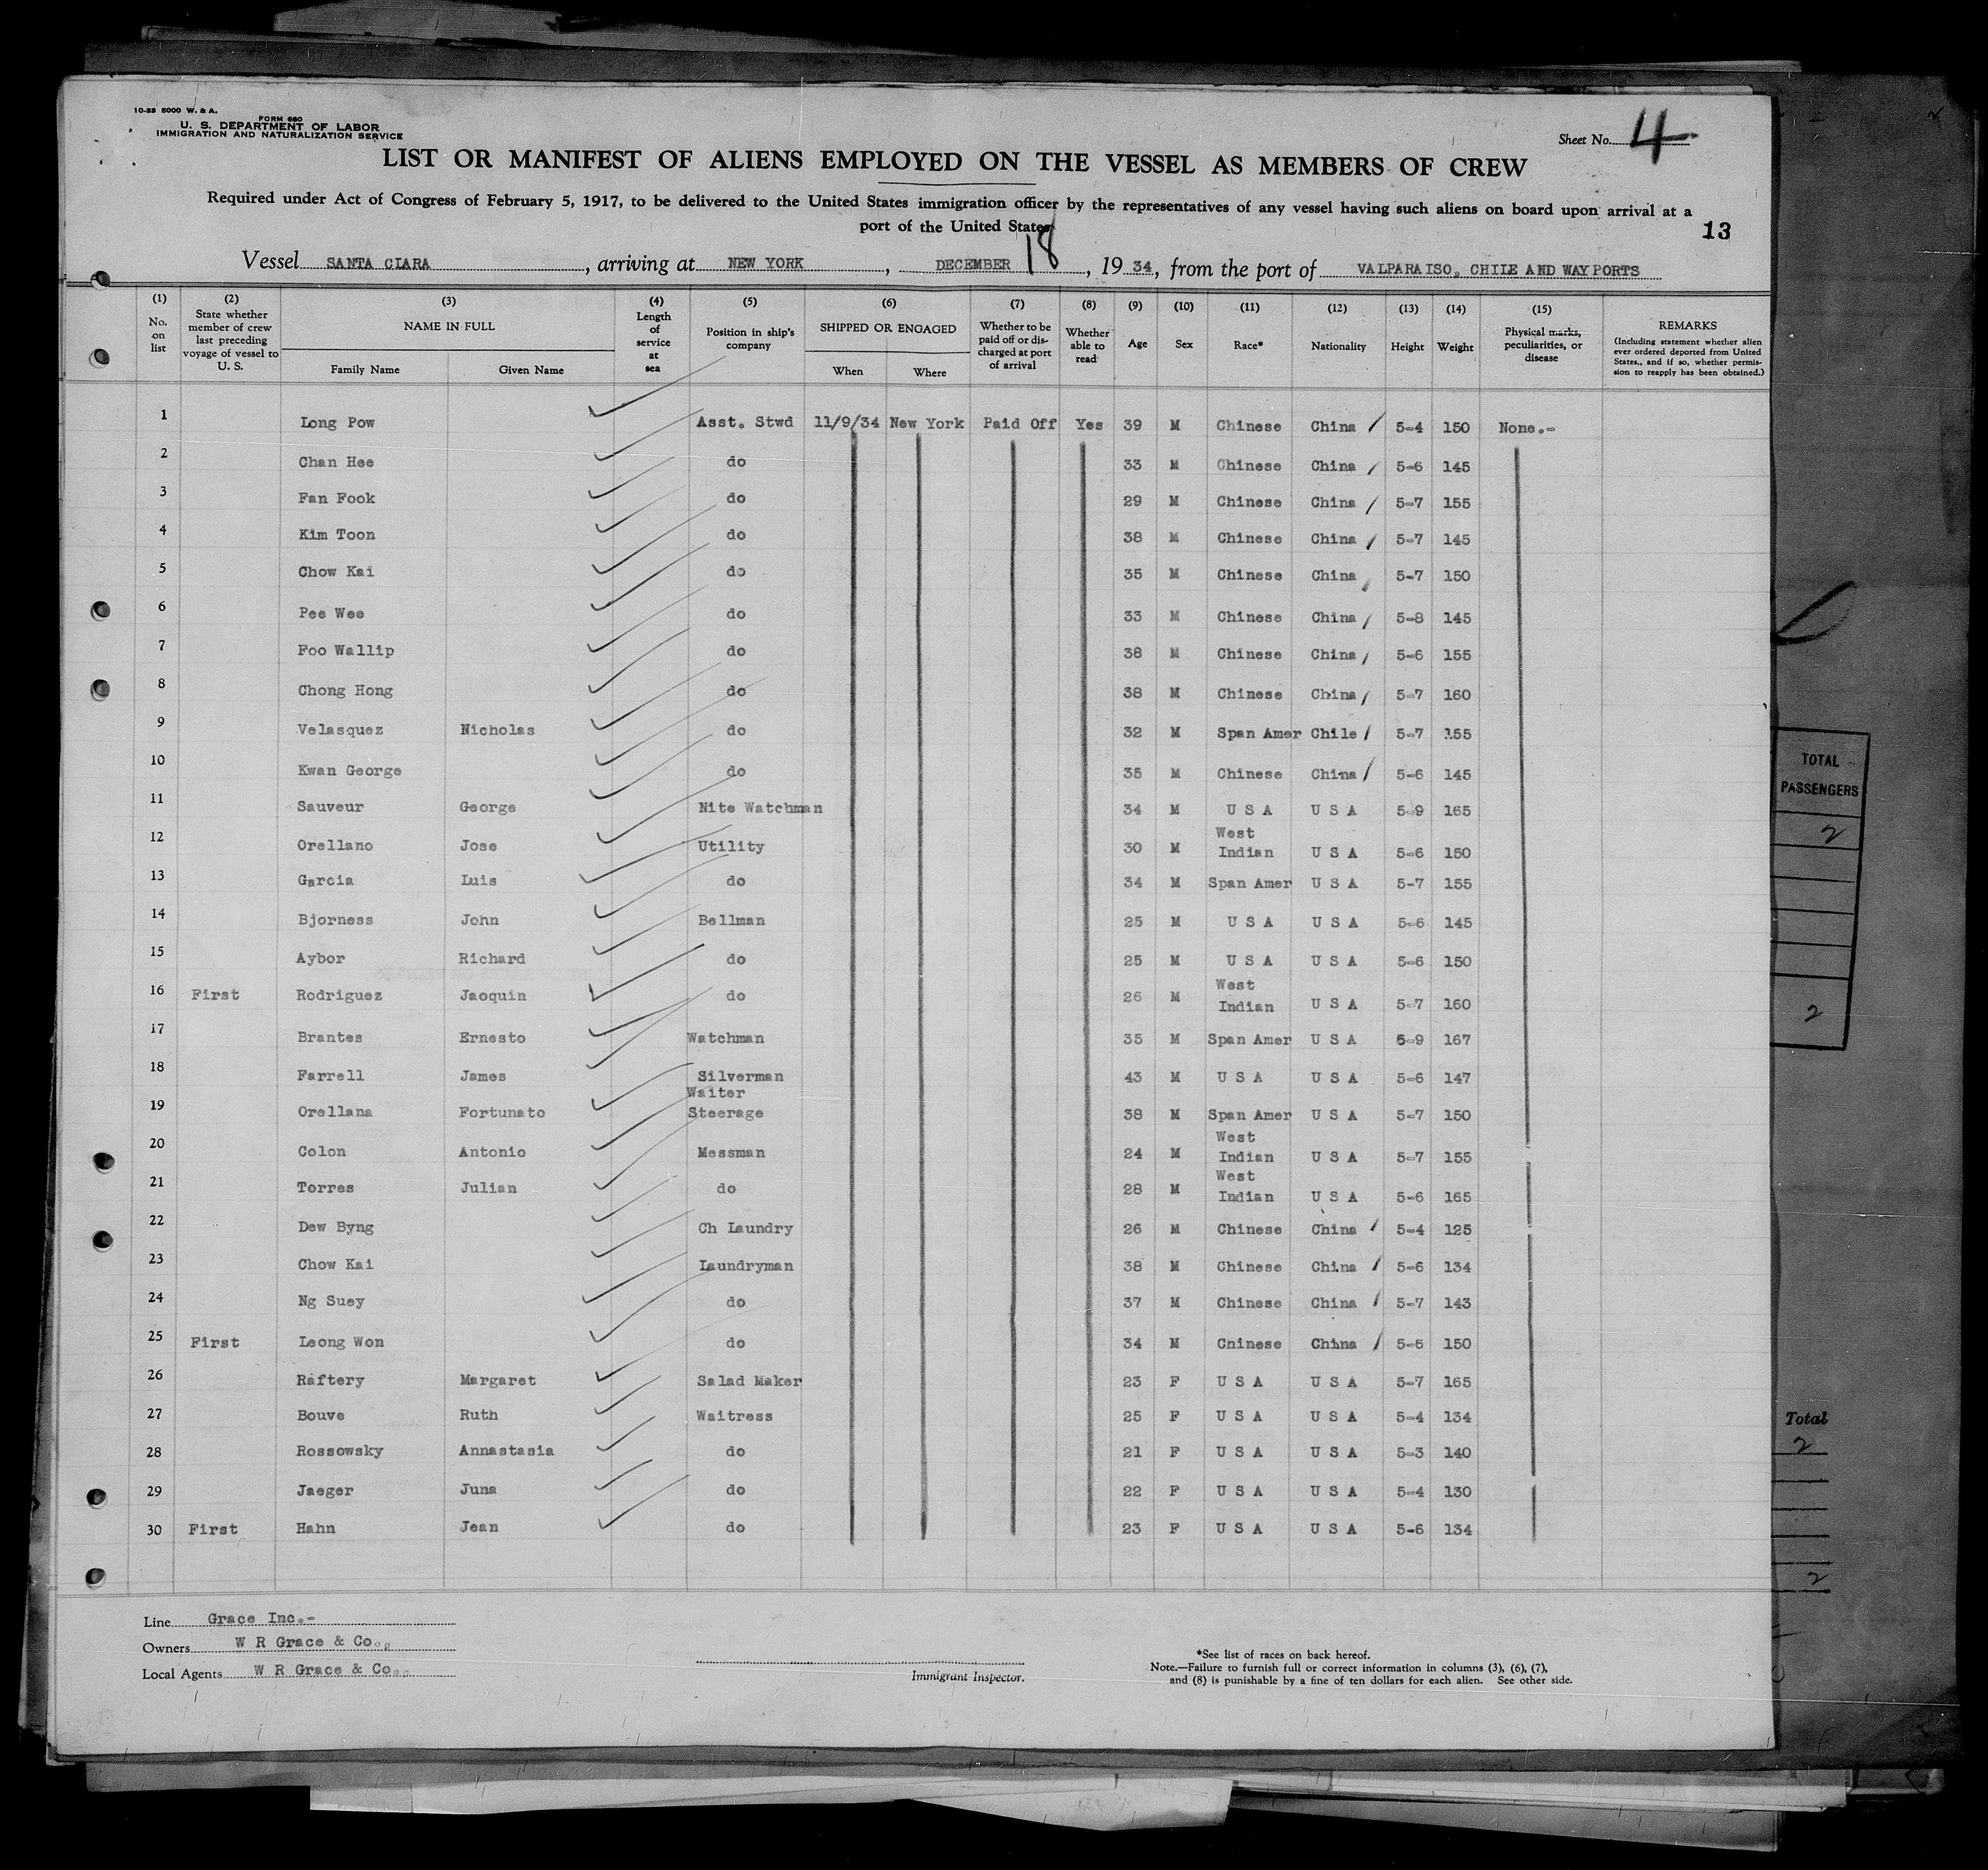 10-33 5000 W. & A.
FORM 680
U. S. DEPARTMENT OF LABOR
IMMIGRATION AND NATURALIZATION SERVICE
Sheet No. 4
LIST OR MANIFEST OF ALIENS EMPLOYED ON THE VESSEL AS MEMBERS OF CREW
Required under Act of Congress of February 5, 1917, to be delivered to the United States immigration officer by the representatives of any vessel having such aliens on board upon arrival at a
port of the United States
13
Vessel SANTA CLARA, arriving at NEW YORK, DECEMBER 18, 1934, from the port of VALPARAISO. CHILE AND WAY PORTS
(1) No. on list (2) State whether member of crew last preceding voyage of vessel to U. S. (3) NAME IN FULL Family Name Given Name (4) Length of service at sea (5) Position in ship's company (6) SHIPPED OR ENGAGED When Where (7) Whether to be paid off or discharged at port of arrival (8) Whether able to read (9) Age (10) Sex (11) Race* (12) Nationality (13) Height (14) Weight (15) Physical marks, peculiarities, or disease REMARKS (Including statement whether alien ever ordered deported from United States., and if so, whether permission to reapply has been obtained.)
1 Long Pow Asst. Stwd 11/9/34 New York Paid Off Yes 39 M Chinese China 5-4 150 None.-
2 Chan Hee do 33 M Chinese China 5-6 145
3 Fan Fook do 29 M Chinese China 5-7 155
4 Kim Toon do 38 M Chinese China 5-7 145
5 Chow Kai do 35 M Chinese China 5-7 150
6 Pee Wee do 33 M Chinese China 5-8 145
7 Foo Wallip do 38 M Chinese China 5-6 155
8 Chong Hong do 38 M Chinese China 5-7 160
9 Velasquez Nicholas do 32 M Span Amer Chile 5-7 155
10 Kwan George do 35 M Chinese China 5-6 145
11 Sauveur George Nite Watchman 34 M U S A U S A 5-9 165
12 Orellano Jose Utility 30 M West Indian U S A 5-6 150
13 Garcia Luis do 34 M Span Amer U S A 5-7 155
14 Bjorness John Bellman 25 M U S A U S A 5-6 145
15 Aybor Richard do 25 M U S A U S A 5-6 150
16 First Rodriguez Jaoquin do 26 M West Indian U S A 5-7 160
17 Brantes Ernesto Watchman 35 M Span Amer U S A 5-9 167
18 Farrell James Silverman 43 M U S A U S A 5-6 147
19 Orellana Fortunato Waiter Steerage 38 M Span Amer U S A 5-7 150
20 Colon Antonio Messman 24 M West Indian U S A 5-7 155
21 Torres Julian do 28 M West Indian U S A 5-6 165
22 Dew Byng Ch Laundry 26 M Chinese China 5-4 125
23 Chow Kai Laundryman 38 M Chinese China 5-6 134
24 Ng Suey do 37 M Chinese China 5-7 143
25 First Leong Won do 34 M Chinese China 5-6 150
26 Raftery Margaret Salad Maker 23 F U S A U S A 5-7 165
27 Bouve Ruth Waitress 25 F U S A U S A 5-4 134
28 Rossowsky Annastasia do 21 F U S A U S A 5-3 140
29 Jaeger Juna do 22 F U S A U S A 5-4 130
30 First Hahn Jean do 23 F U S A U S A 5-6 134
Line Grace Inc.-
Owners W R Grace & Co.,
Local Agents W R Grace & Co..
Immigrant Inspector.
*See list of races on back hereof.
Note.—Failure to furnish full or correct information in columns (3), (6), (7),
and (8) is punishable by a fine of ten dollars for each alien. See other side.
TOTAL
PASSENGERS
2
2
Total
2
2